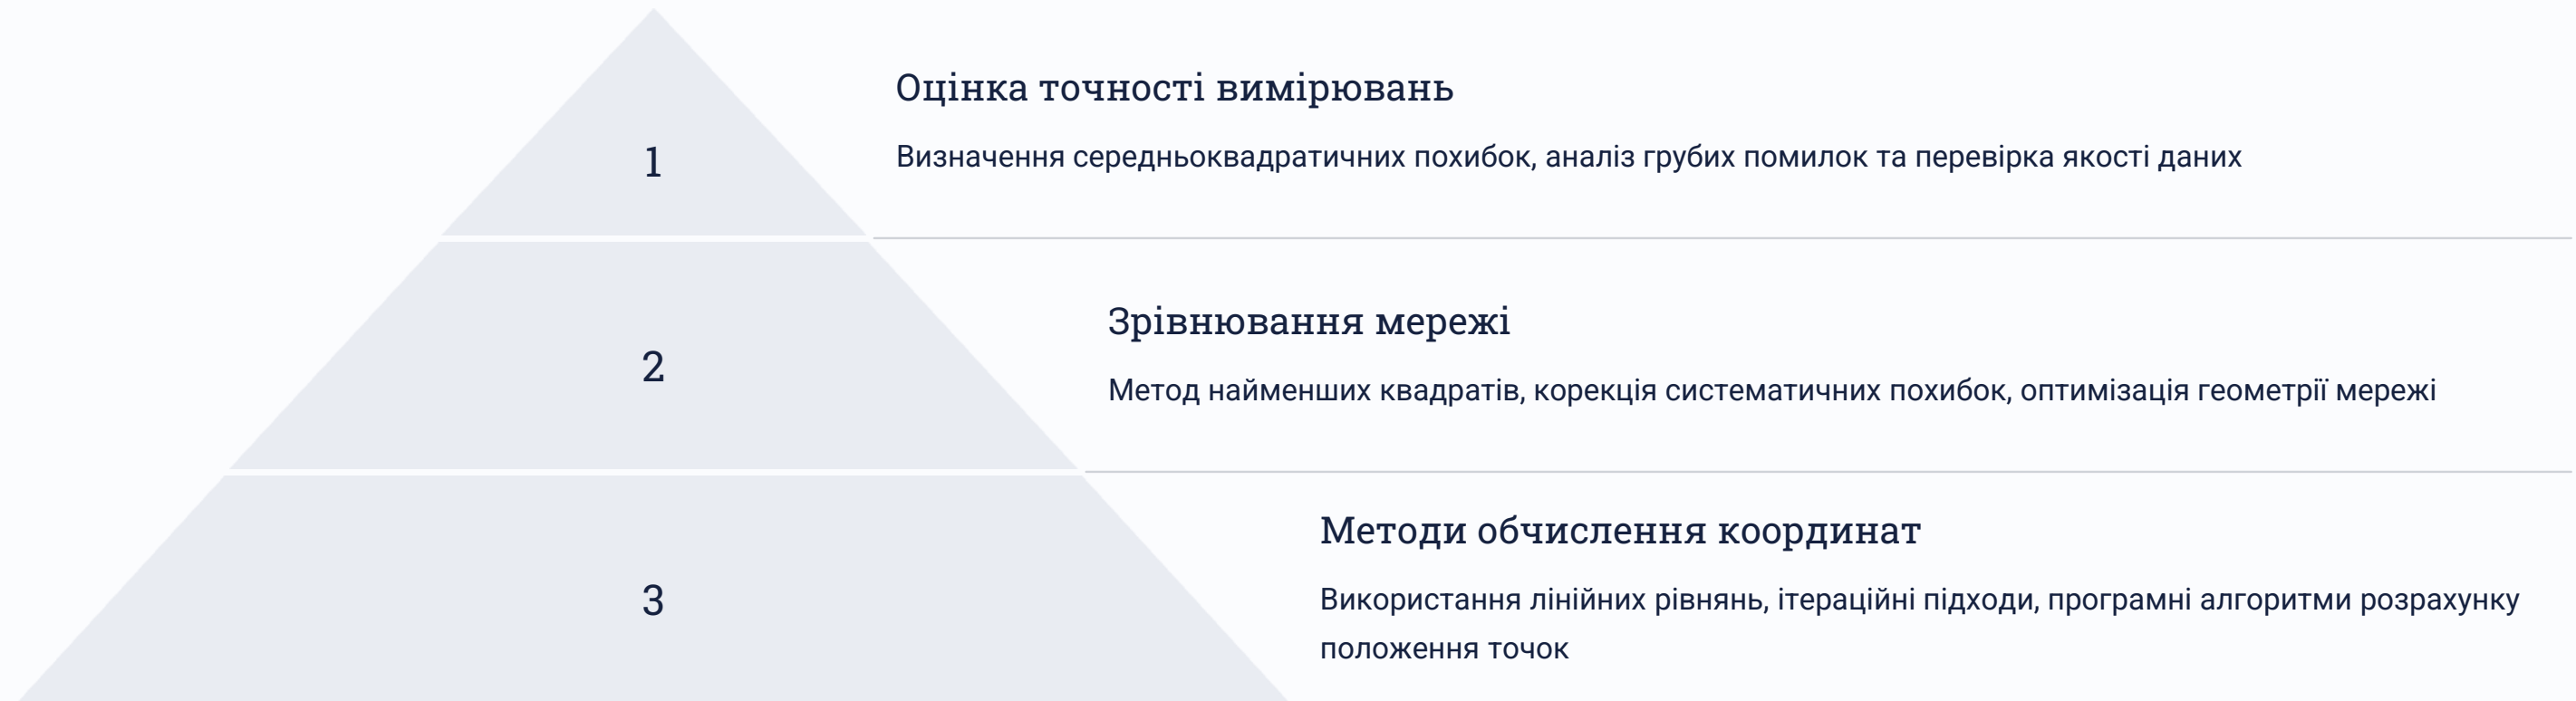 1
Оцінка точності вимірювань
Визначення середньоквадратичних похибок, аналіз грубих помилок та перевірка якості даних
2
Зрівнювання мережі
Метод найменших квадратів, корекція систематичних похибок, оптимізація геометрії мережі
3
Методи обчислення координат
Використання лінійних рівнянь, ітераційні підходи, програмні алгоритми розрахунку
положення точок